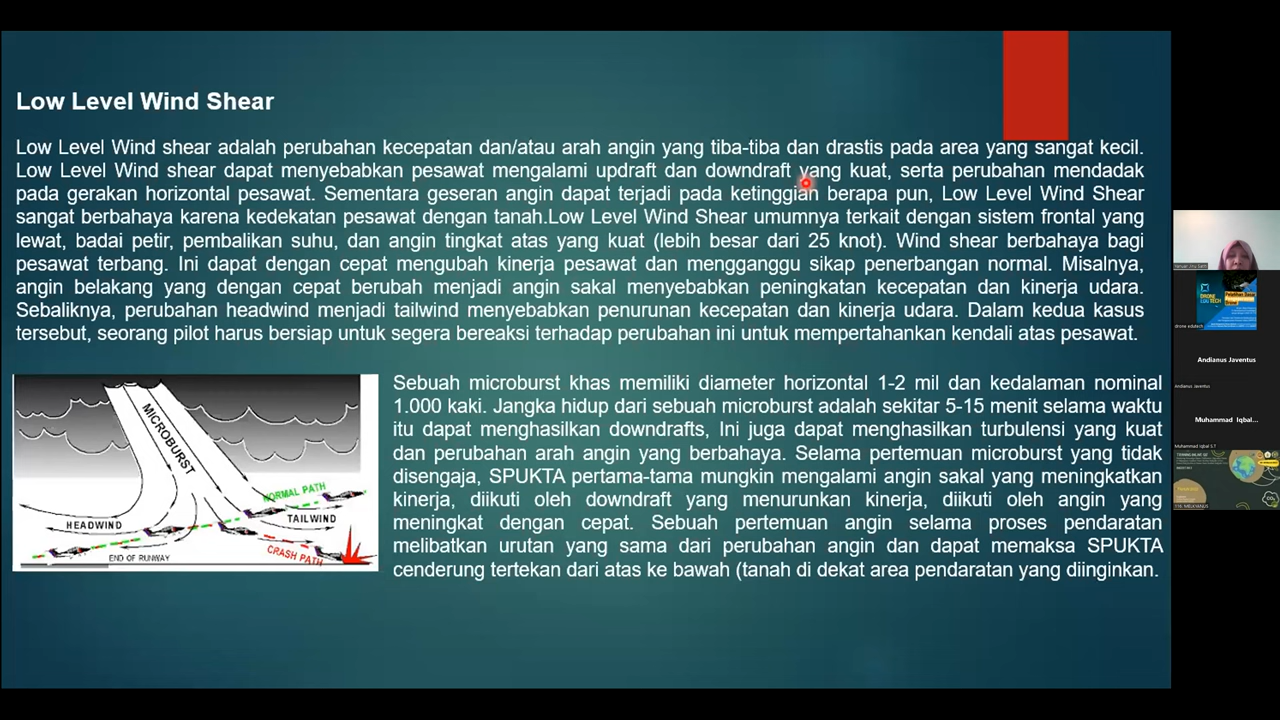 Low Level Wind Shear
Low Level Wind shear adalah perubahan kecepatan dan/atau arah angin yang tiba-tiba dan drastis pada area yang sangat kecil.
Low Level Wind shear dapat menyebabkan pesawat mengalami updraft dan downdraft yang kuat, serta perubahan mendadak
pada gerakan horizontal pesawat. Sementara geseran angin dapat terjadi pada ketinggian berapa pun, Low Level Wind Shear
sangat berbahaya karena kedekatan pesawat dengan tanah.Low Level Wind Shear umumnya terkait dengan sistem frontal yang
lewat, badai petir, pembalikan suhu, dan angin tingkat atas yang kuat (lebih besar dari 25 knot). Wind shear berbahaya bagi
pesawat terbang. Ini dapat dengan cepat mengubah kinerja pesawat dan mengganggu sikap penerbangan normal. Misalnya,
angin belakang yang dengan cepat berubah menjadi angin sakal menyebabkan peningkatan kecepatan dan kinerja udara.
Sebaliknya, perubahan headwind menjadi tailwind menyebabkan penurunan kecepatan dan kinerja udara. Dalam kedua kasus
tersebut, seorang pilot harus bersiap untuk segera bereaksi terhadap perubahan ini untuk mempertahankan kendali atas pesawat.
MICROBURST
NORMAL PATH
HEADWIND
TAILWIND
CRASH PATH
END OF RUNWAY
Sebuah microburst khas memiliki diameter horizontal 1-2 mil dan kedalaman nominal
1.000 kaki. Jangka hidup dari sebuah microburst adalah sekitar 5-15 menit selama waktu
itu dapat menghasilkan downdrafts, Ini juga dapat menghasilkan turbulensi yang kuat
dan perubahan arah angin yang berbahaya. Selama pertemuan microburst yang tidak
disengaja, SPUKTA pertama-tama mungkin mengalami angin sakal yang meningkatkan
kinerja, diikuti oleh downdraft yang menurunkan kinerja, diikuti oleh angin yang
meningkat dengan cepat. Sebuah pertemuan angin selama proses pendaratan
melibatkan urutan yang sama dari perubahan angin dan dapat memaksa SPUKTA
cenderung tertekan dari atas ke bawah (tanah di dekat area pendaratan yang diinginkan.
DRONE
EDUTECH
drone edutech
Andianus Javentus
Andianus Javentus
Muhammad Iqbal...
Muhammad Iqbal S.T